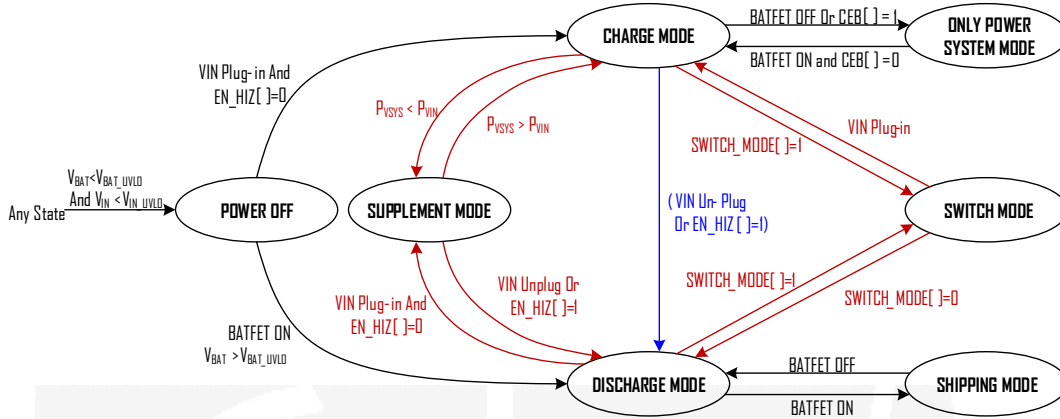 BATFET OFF Or CEB[ ] = 1
CHARGE MODE
ONLY POWER
SYSTEM MODE
BATFET ON and CEB[ ]=0
VIN Plug-in And
EN_HIZ[ ]=0
PVSYS < PVIN
PVSYS > PVIN
VIN Plug-in
SWITCH_MODE[ ]=1
VBAT<VBAT_UVLO
And VIN <VIN_UVLO
Any State
POWER OFF
SUPPLEMENT MODE
( VIN Un- Plug
Or EN_HIZ [ ]=1)
SWITCH MODE
VIN Plug-in And
EN_HIZ[ ]=0
VIN Unplug Or
EN_HIZ[ ]=1
SWITCH_MODE[ ]=1
SWITCH_MODE[ ]=0
BATFET ON
VBAT >VBAT_UVLO
BATFET OFF
DISCHARGE MODE
SHIPPING MODE
BATFET ON